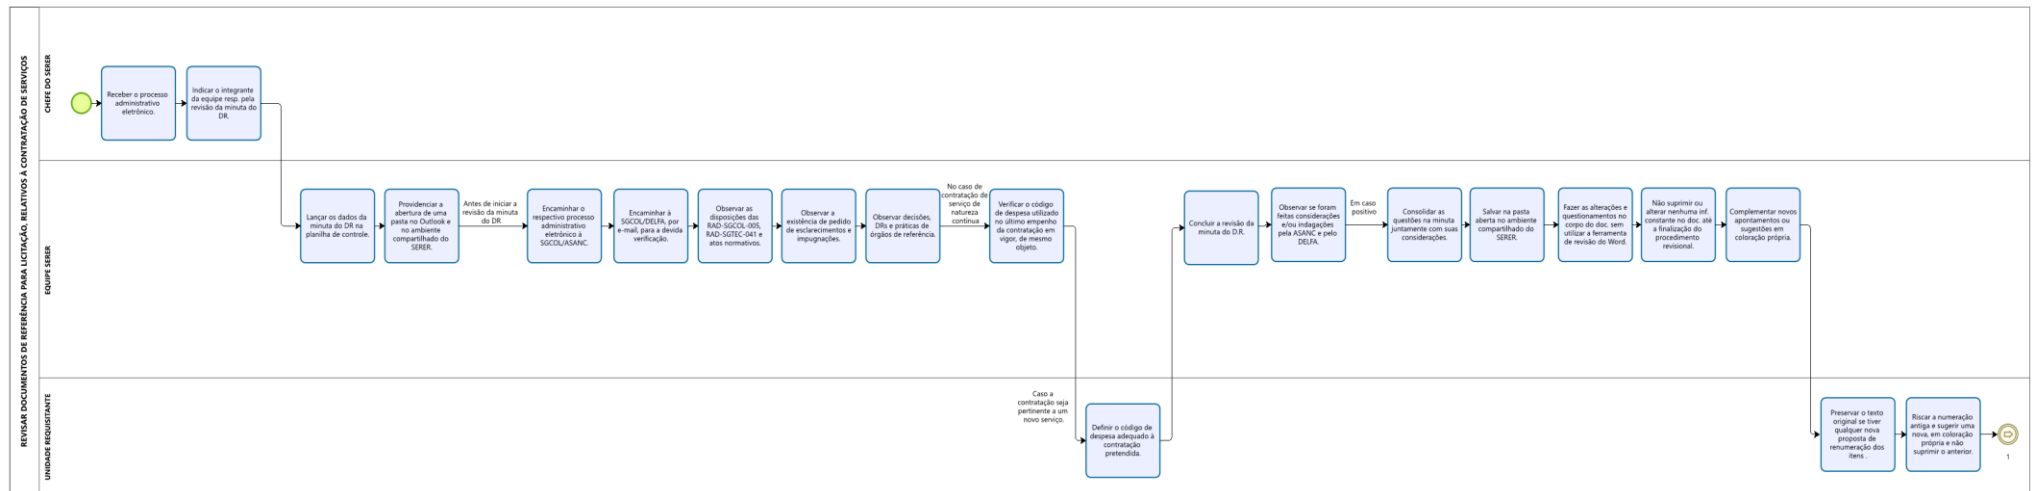 REVISAR DOCUMENTOS DE REFERÊNCIA PARA LICITAÇÃO, RELATIVOS À CONTRATAÇÃO DE SERVIÇOS
CHEFE DO SERER
Receber o processo
administrativo
eletrônico.
Indicar o integrante
da equipe resp. pela
revisão da minuta do
DR.
EQUIPE SERER
Lançar os dados da
minuta do DR na
planilha de controle.
Providenciar a
abertura de uma
pasta no Outlook e
no ambiente
compartilhado do
SERER.
Antes de iniciar a
revisão da minuta
do DR
Encaminhar o
respectivo processo
administrativo
eletrônico à
SGCOL/ASANC.
Encaminhar à
SGCOL/DELFA, por
e-mail, para a devida
verificação.
Observar as
disposições das
RAD-SGCOL-005,
RAD-SGTEC-041 e
atos normativos.
Observar a
existência de pedido
de esclarecimentos e
impugnações.
Observar decisões,
DRs e práticas de
órgãos de referência.
No caso de
contratação de
serviço de
natureza
contínua
Verificar o código
de despesa utilizado
no último empenho
da contratação em
vigor, de mesmo
objeto.
Concluir a revisão da
minuta do D.R.
Observar se foram
feitas considerações
e/ou indagações
pela ASANC e pelo
DELFA.
Em caso
positivo
Consolidar as
questões na minuta
juntamente com suas
considerações.
Salvar na pasta
aberta no ambiente
compartilhado do
SERER.
Fazer as alterações e
questionamentos no
corpo do doc. sem
utilizar a ferramenta
de revisão do Word.
Não suprimir ou
alterar nenhuma inf.
constante no doc. até
a finalização do
procedimento
revisional.
Complementar novos
apontamentos ou
sugestões em
coloração própria.
UNIDADE REQUISITANTE
Caso a
contratação seja
pertinente a um
novo serviço.
Definir o código de
despesa adequado à
contratação
pretendida.
Preservar o texto
original se tiver
qualquer nova
proposta de
renumeração dos
itens .
Riscar a numeração
antiga e sugerir uma
nova, em coloração
própria e não
suprimir o anterior.
1